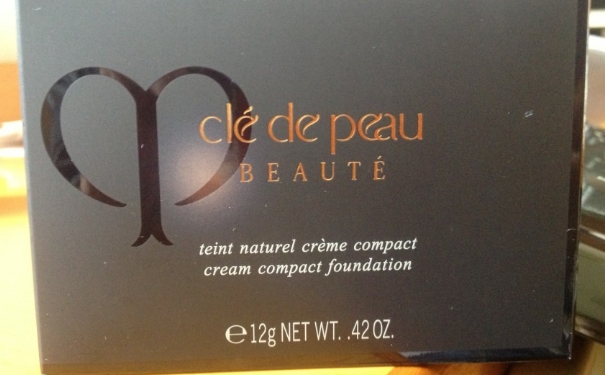 clé de peau
BEAUTÉ
teint naturel crème compact
cream compact foundation
℮12g NET WT. .42 OZ.